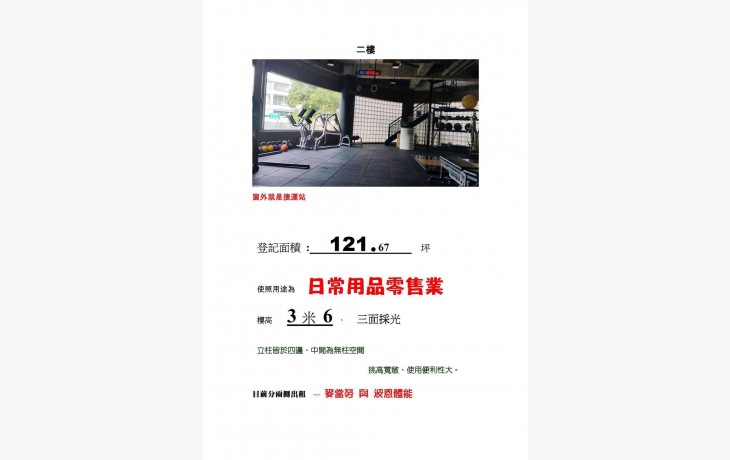 二樓
窗外就是捷運站
登記面積：121.67 坪
使照用途為 日常用品零售業
樓高 3 米 6 、 三面採光
立柱皆於四邊、中間為無柱空間
挑高寬敞、使用便利性大。
目前分兩側出租 --- 麥當勞 與 波恩體能